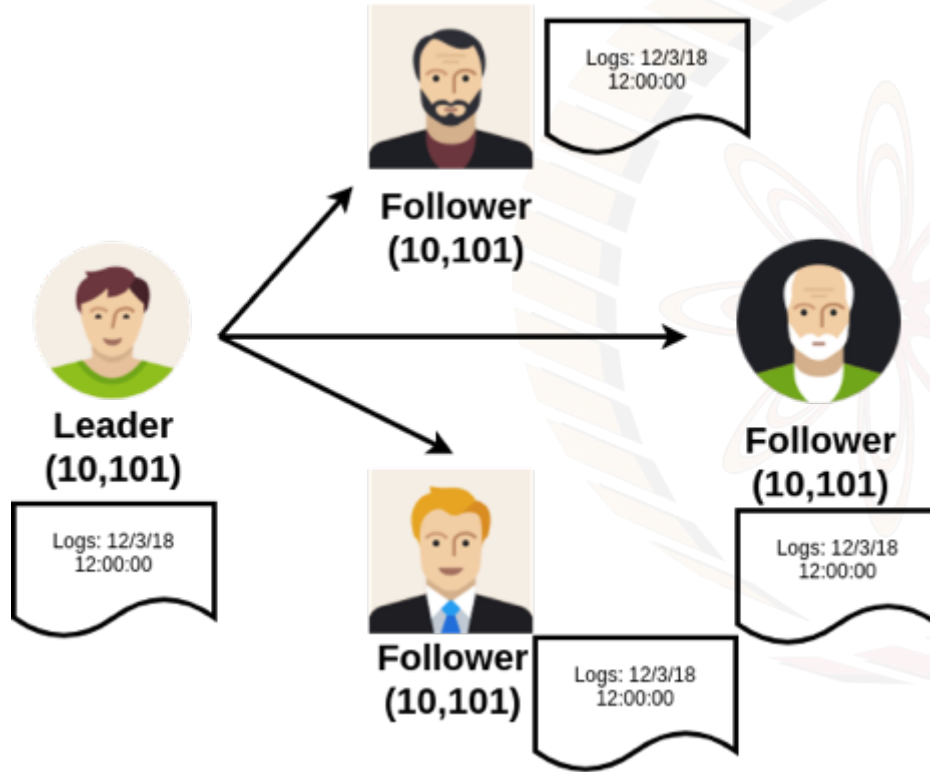 Logs: 12/3/18
12:00:00
Follower
(10,101)
Leader
(10,101)
Logs: 12/3/18
12:00:00
Follower
(10,101)
Logs: 12/3/18
12:00:00
Follower
(10,101)
Logs: 12/3/18
12:00:00